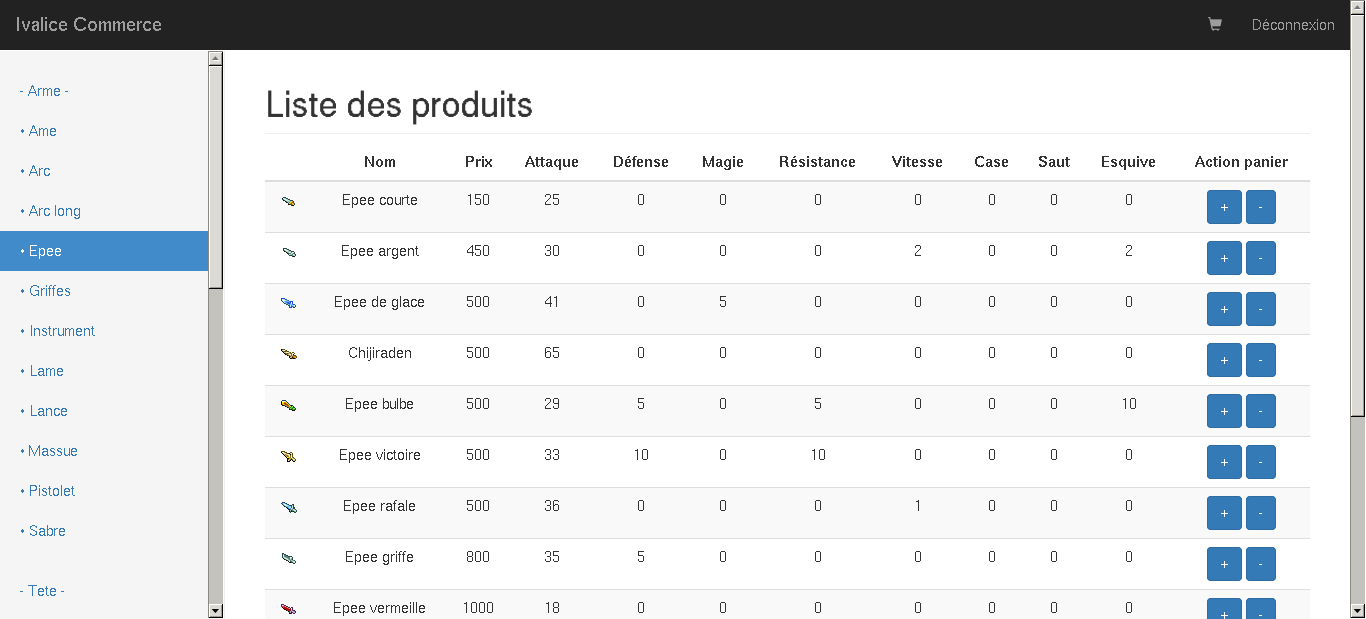 Ivalice Commerce
Déconnexion
- Arme -
• Ame
• Arc
• Arc long
• Epee
• Griffes
• Instrument
• Lame
• Lance
• Massue
• Pistolet
• Sabre
- Tete -
Liste des produits
Nom Prix Attaque Défense Magie Résistance Vitesse Case Saut Esquive Action panier
Epee courte 150 25 0 0 0 0 0 0 0 + -
Epee argent 450 30 0 0 0 2 0 0 2 + -
Epee de glace 500 41 0 5 0 0 0 0 0 + -
Chijiraden 500 65 0 0 0 0 0 0 0 + -
Epee bulbe 500 29 5 0 5 0 0 0 10 + -
Epee victoire 500 33 10 0 10 0 0 0 0 + -
Epee rafale 500 36 0 0 0 1 0 0 0 + -
Epee griffe 800 35 5 0 0 0 0 0 0 + -
Epee vermeille 1000 18 0 0 0 0 0 0 0 + -